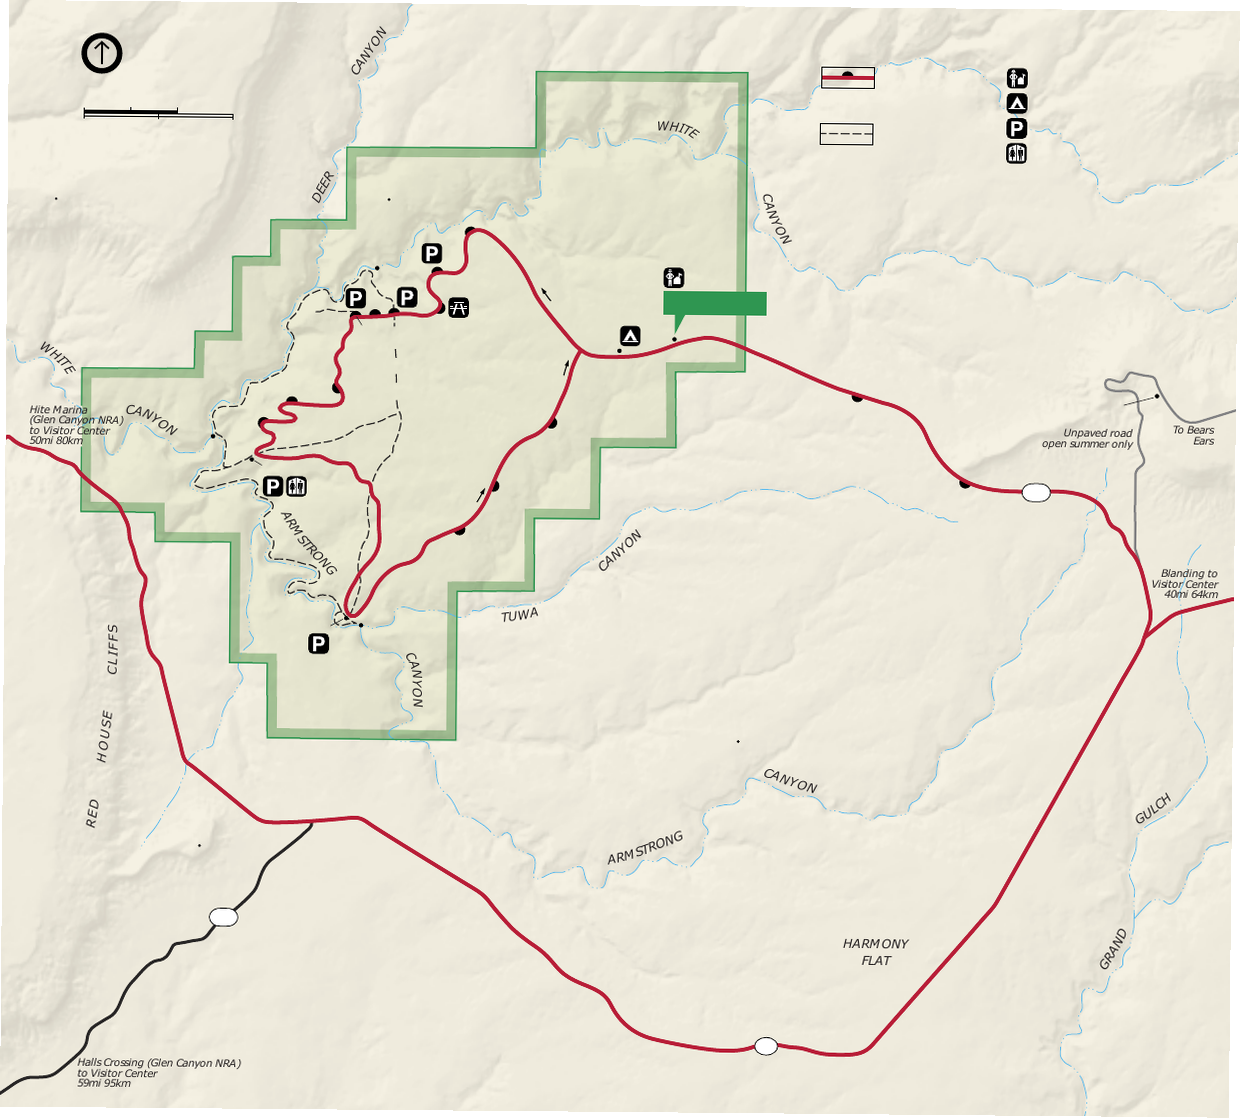 CANYON
DEER
WHITE
CANYON
WHITE
CANYON
Hite Marina
(Glen Canyon NRA)
to Visitor Center
50mi 80km
P
P
P
P
P
P
ARMSTRONG
CANYON
TUWA
CANYON
Unpaved road
open summer only
To Bears
Ears
Blanding to
Visitor Center
40mi 64km
RED HOUSE CLIFFS
ARMSTRONG
CANYON
GRAND
GULCH
HARMONY
FLAT
Halls Crossing (Glen Canyon NRA)
to Visitor Center
59mi 95km